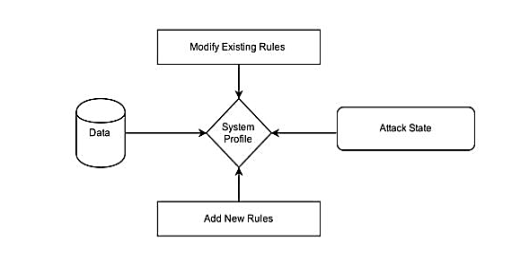 Modify Existing Rules
Data
System
Profile
Attack State
Add New Rules